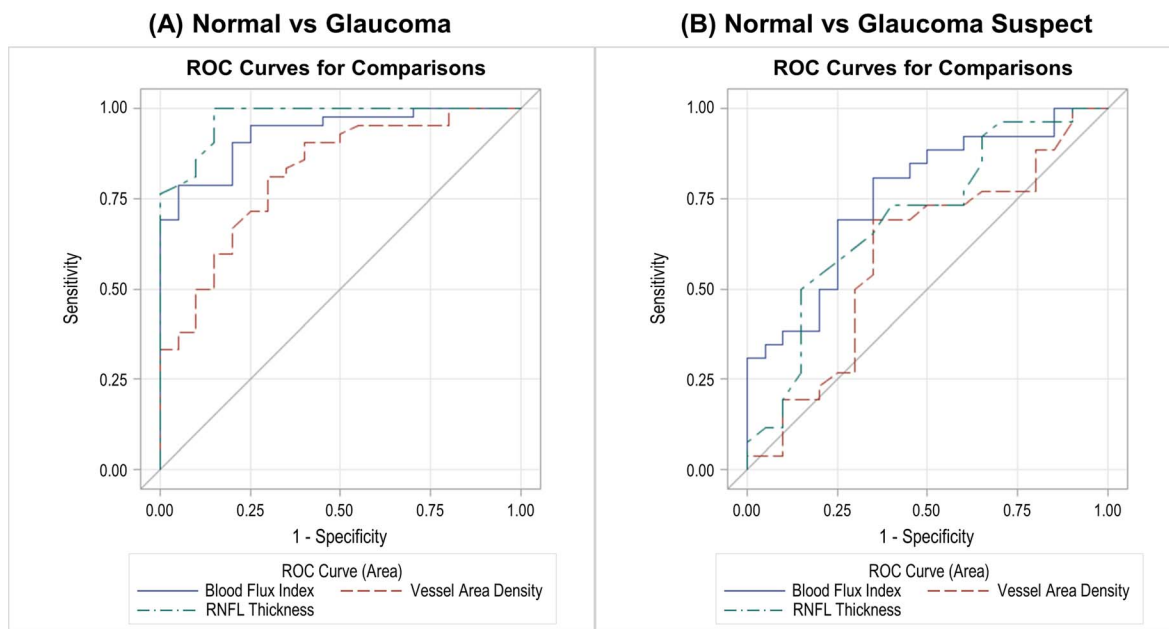 (A) Normal vs Glaucoma
ROC Curves for Comparisons
1.00
0.75
0.50
0.25
0.00
Sensitivity
0.00 0.25 0.50 0.75 1.00
1 - Specificity
ROC Curve (Area)
Blood Flux Index Vessel Area Density
RNFL Thickness
(B) Normal vs Glaucoma Suspect
ROC Curves for Comparisons
1.00
0.75
0.50
0.25
0.00
Sensitivity
0.00 0.25 0.50 0.75 1.00
1 - Specificity
ROC Curve (Area)
Blood Flux Index Vessel Area Density
RNFL Thickness